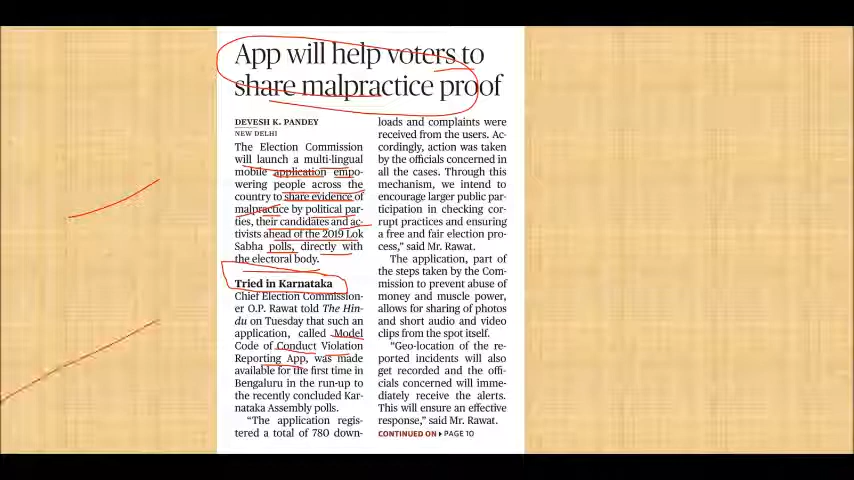 App will help voters to
share malpractice proof
DEVESH K. PANDEY
NEW DELHI
The Election Commission
will launch a multi-lingual
mobile application empo-
wering people across the
country to share evidence of
malpractice by political par-
ties, their candidates and ac-
tivists ahead of the 2019 Lok
Sabha polls, directly with
the electoral body.
Tried in Karnataka
Chief Election Commission-
er O.P. Rawat told The Hin-
du on Tuesday that such an
application, called Model
Code of Conduct Violation
Reporting App, was made
available for the first time in
Bengaluru in the run-up to
the recently concluded Kar-
nataka Assembly polls.
“The application regis-
tered a total of 780 down-
loads and complaints were
received from the users. Ac-
cordingly, action was taken
by the officials concerned in
all the cases. Through this
mechanism, we intend to
encourage larger public par-
ticipation in checking cor-
rupt practices and ensuring
a free and fair election pro-
cess,” said Mr. Rawat.
The application, part of
the steps taken by the Com-
mission to prevent abuse of
money and muscle power,
allows for sharing of photos
and short audio and video
clips from the spot itself.
“Geo-location of the re-
ported incidents will also
get recorded and the offi-
cials concerned will imme-
diately receive the alerts.
This will ensure an effective
response,” said Mr. Rawat.
CONTINUED ON ▶ PAGE 10